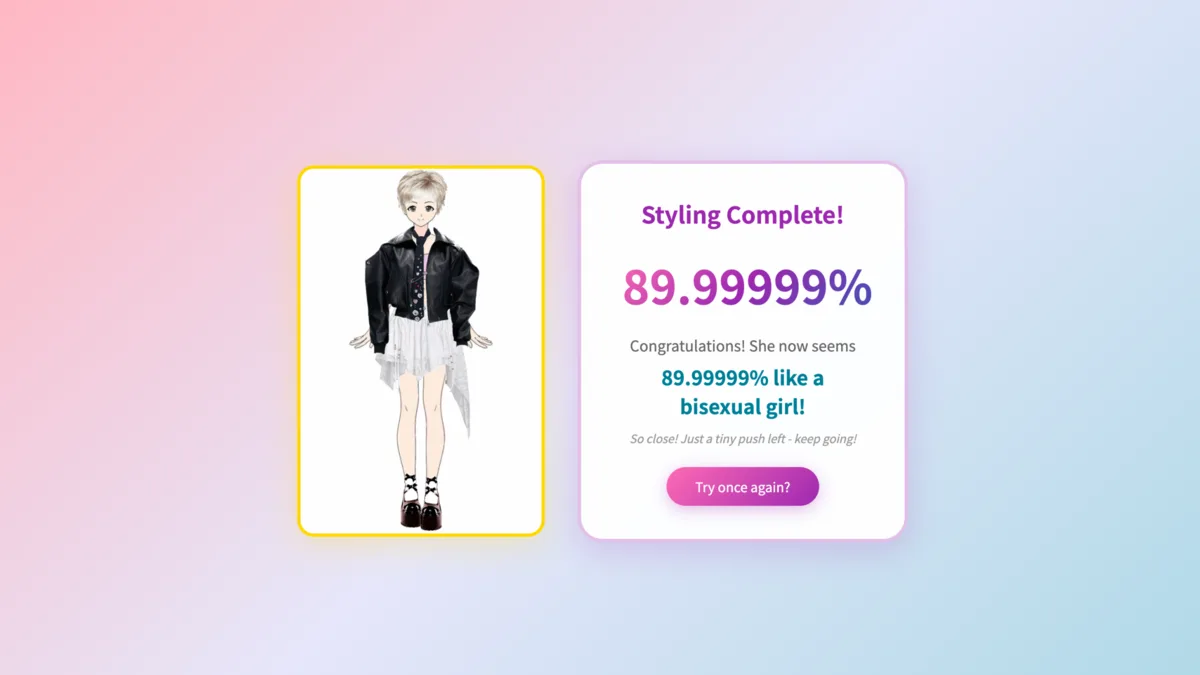 Styling Complete!
89.99999%
Congratulations! She now seems
89.99999% like a
bisexual girl!
So close! Just a tiny push left - keep going!
Try once again?